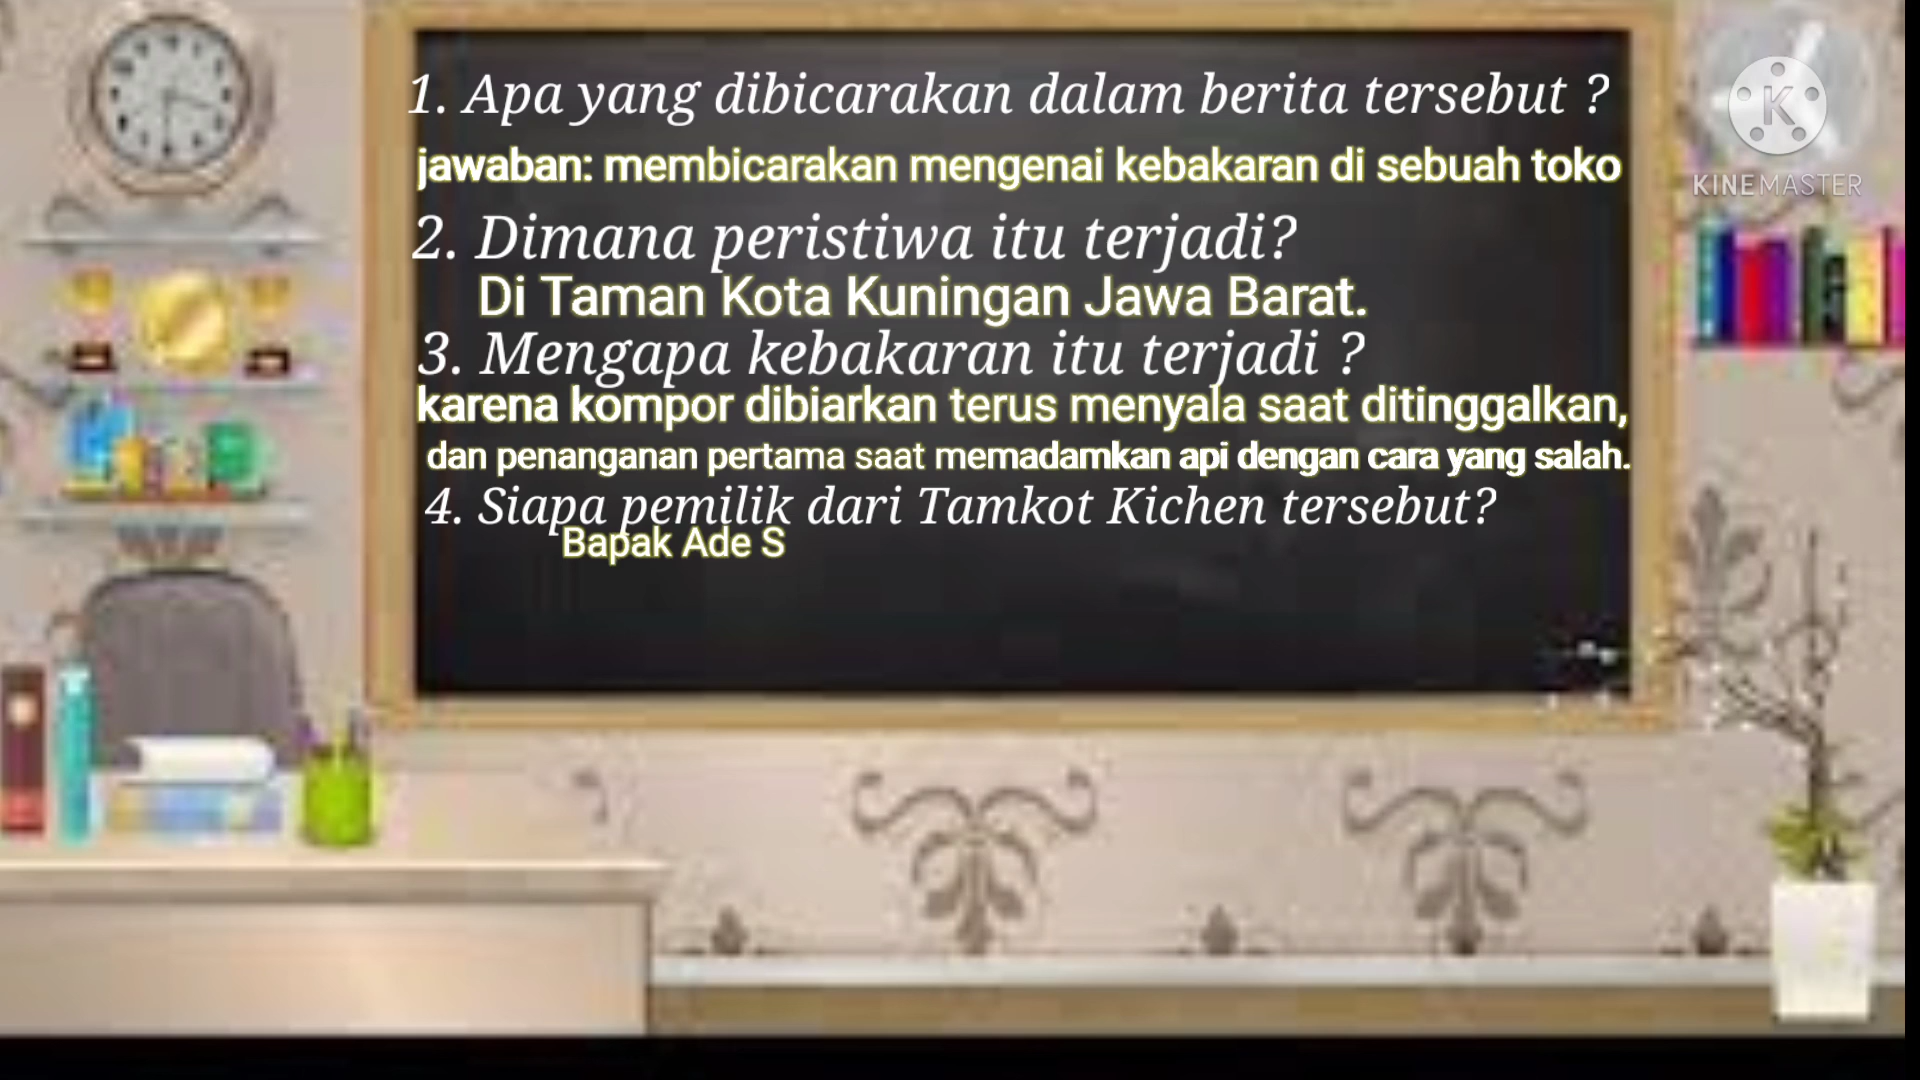 1. Apa yang dibicarakan dalam berita tersebut ?
jawaban: membicarakan mengenai kebakaran di sebuah toko
2. Dimana peristiwa itu terjadi?
Di Taman Kota Kuningan Jawa Barat.
3. Mengapa kebakaran itu terjadi ?
karena kompor dibiarkan terus menyala saat ditinggalkan,
dan penanganan pertama saat memadamkan api dengan cara yang salah.
4. Siapa pemilik dari Tamkot Kichen tersebut?
Bapak Ade S
K
KINEMASTER